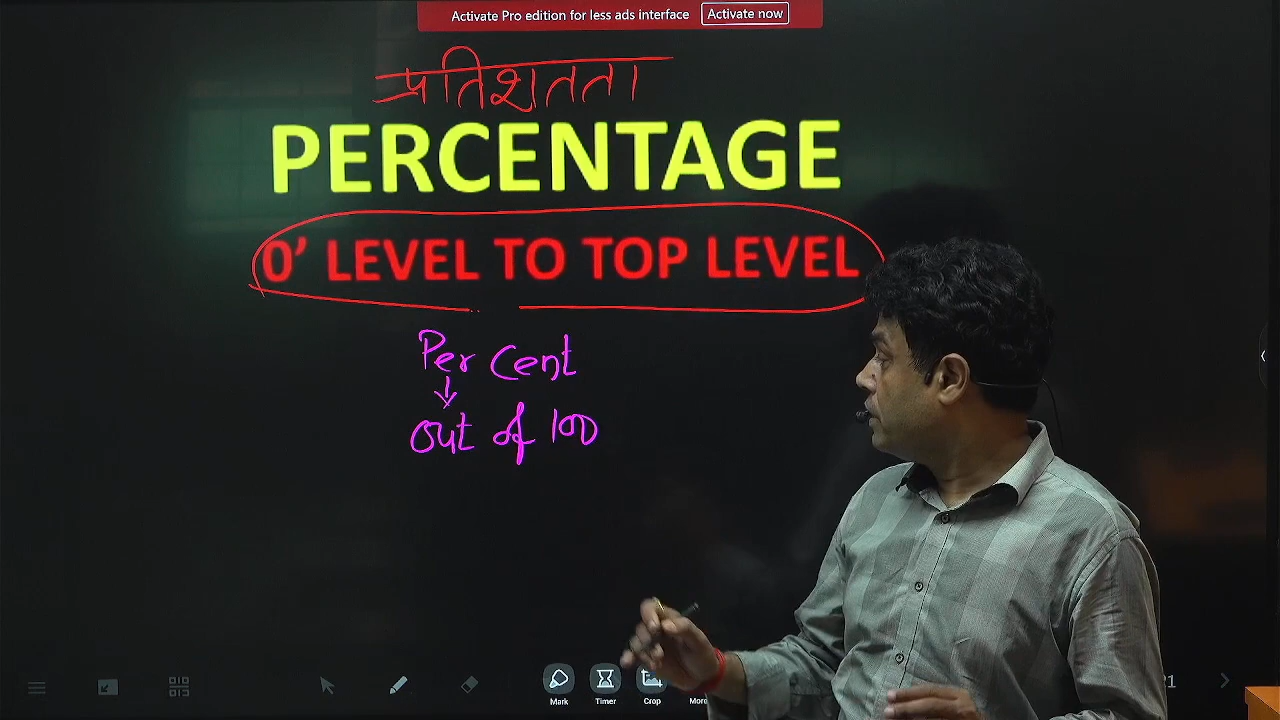 Activate Pro edition for less ads interface Activate now
प्रतिशतता
PERCENTAGE
0' LEVEL TO TOP LEVEL
Per Cent
↓
out of 100
Mark Timer Crop More